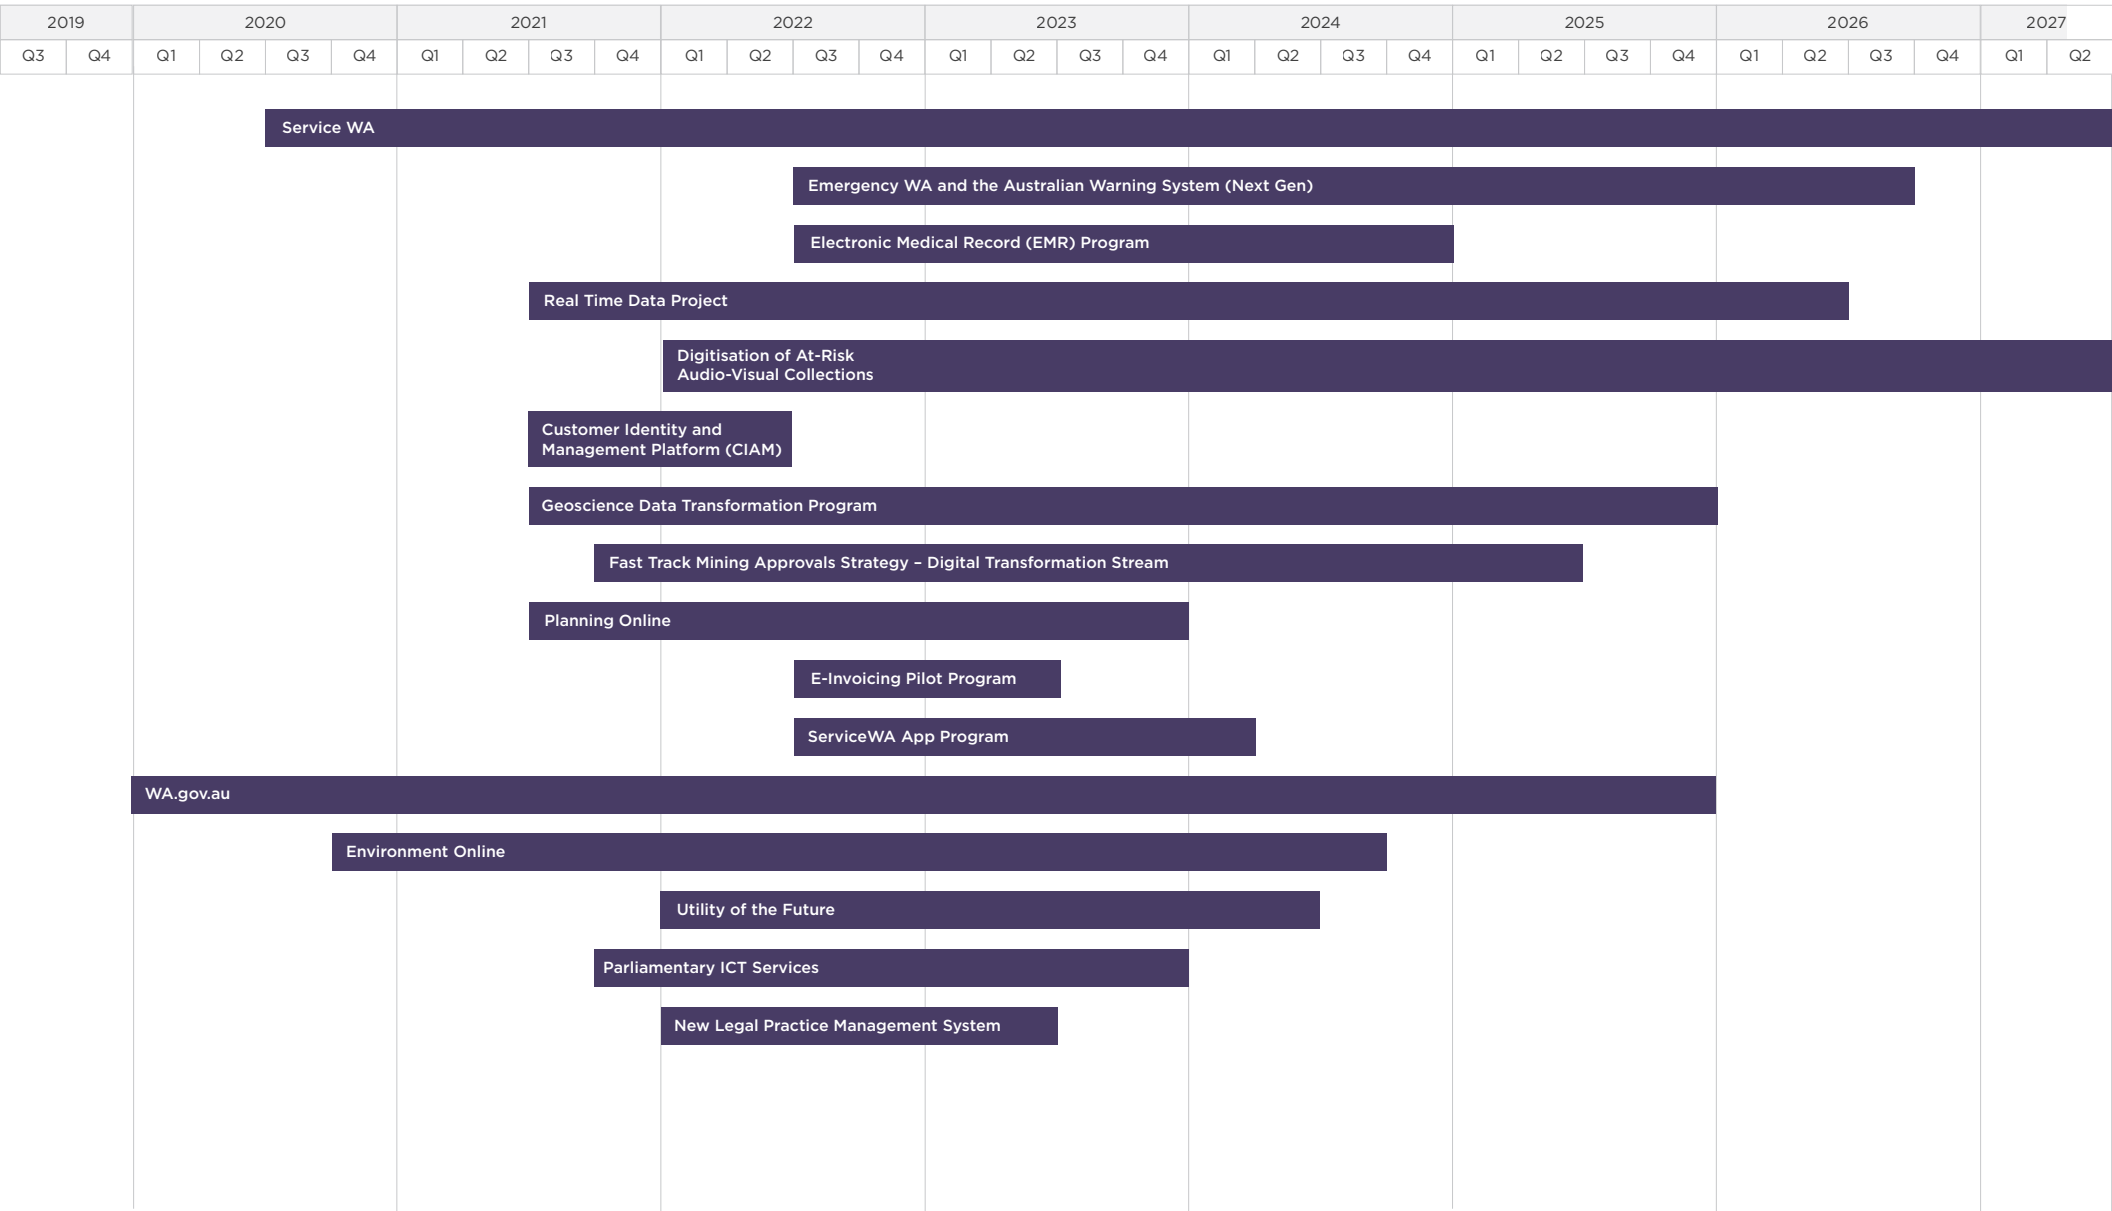 2019 2020 2021 2022 2023 2024 2025 2026 2027
Q3 Q4 Q1 Q2 Q3 Q4 Q1 Q2 Q3 Q4 Q1 Q2 Q3 Q4 Q1 Q2 Q3 Q4 Q1 Q2 Q3 Q4 Q1 Q2 Q3 Q4 Q1 Q2 Q3 Q4 Q1 Q2
Service WA
Emergency WA and the Australian Warning System (Next Gen)
Electronic Medical Record (EMR) Program
Real Time Data Project
Digitisation of At-Risk
Audio-Visual Collections
Customer Identity and
Management Platform (CIAM)
Geoscience Data Transformation Program
Fast Track Mining Approvals Strategy – Digital Transformation Stream
Planning Online
E-Invoicing Pilot Program
ServiceWA App Program
WA.gov.au
Environment Online
Utility of the Future
Parliamentary ICT Services
New Legal Practice Management System